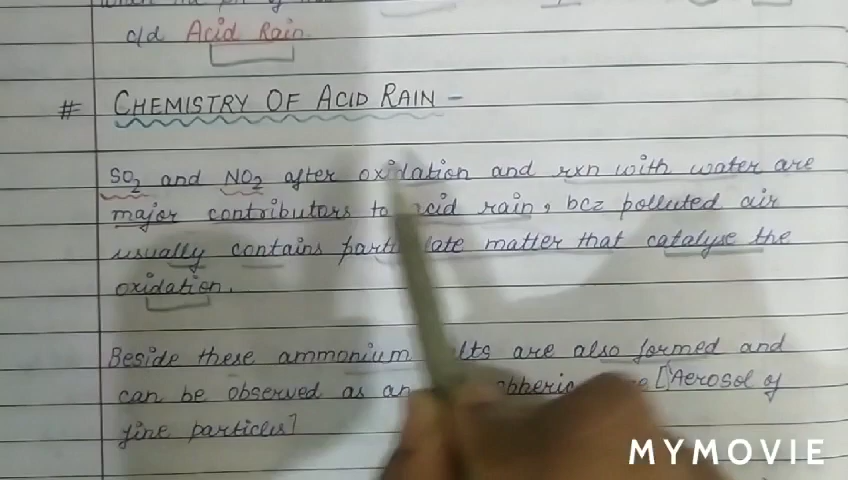 c/d Acid Rain
# CHEMISTRY OF ACID RAIN -
SO2 and NO2 after oxidation and rxn with water are
major contributors to acid rain, bcz polluted air
usually contains particulate matter that catalyse the
oxidation.
Beside these ammonium are also formed and
can be observed as an [Aerosol of
fine particles]
MYMOVIE